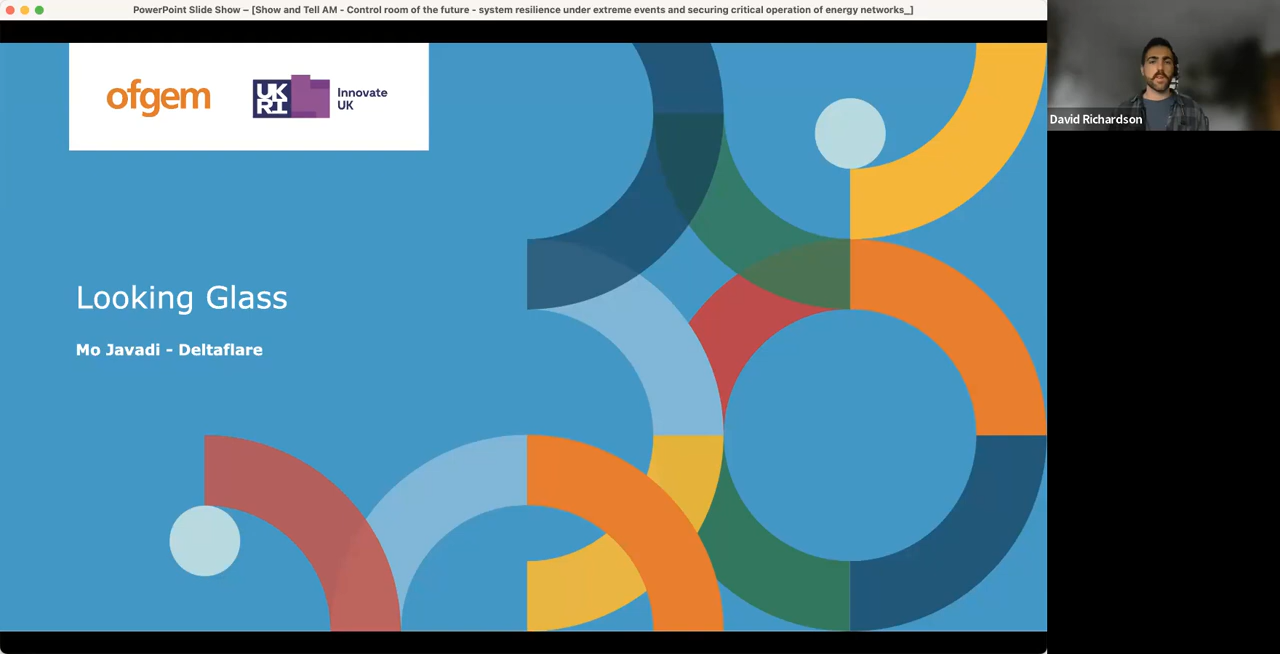 PowerPoint Slide Show – [Show and Tell AM - Control room of the future - system resilience under extreme events and securing critical operation of energy networks_]
ofgem
UK
RI
Innovate
UK
David Richardson
Looking Glass
Mo Javadi - Deltaflare